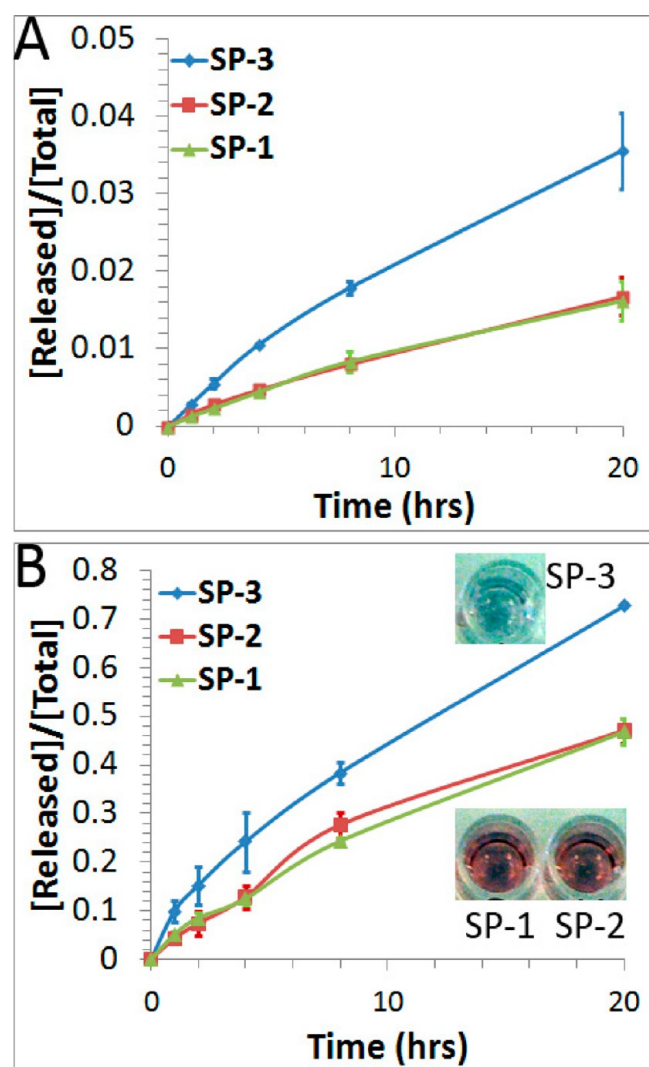 A
0.05
0.04
0.03
0.02
0.01
0
SP-3
SP-2
SP-1
[Released]/[Total]
0 10 20
Time (hrs)
B
0.8
0.7
0.6
0.5
0.4
0.3
0.2
0.1
0
SP-3
SP-2
SP-1
[Released]/[Total]
SP-3
SP-1 SP-2
0 10 20
Time (hrs)